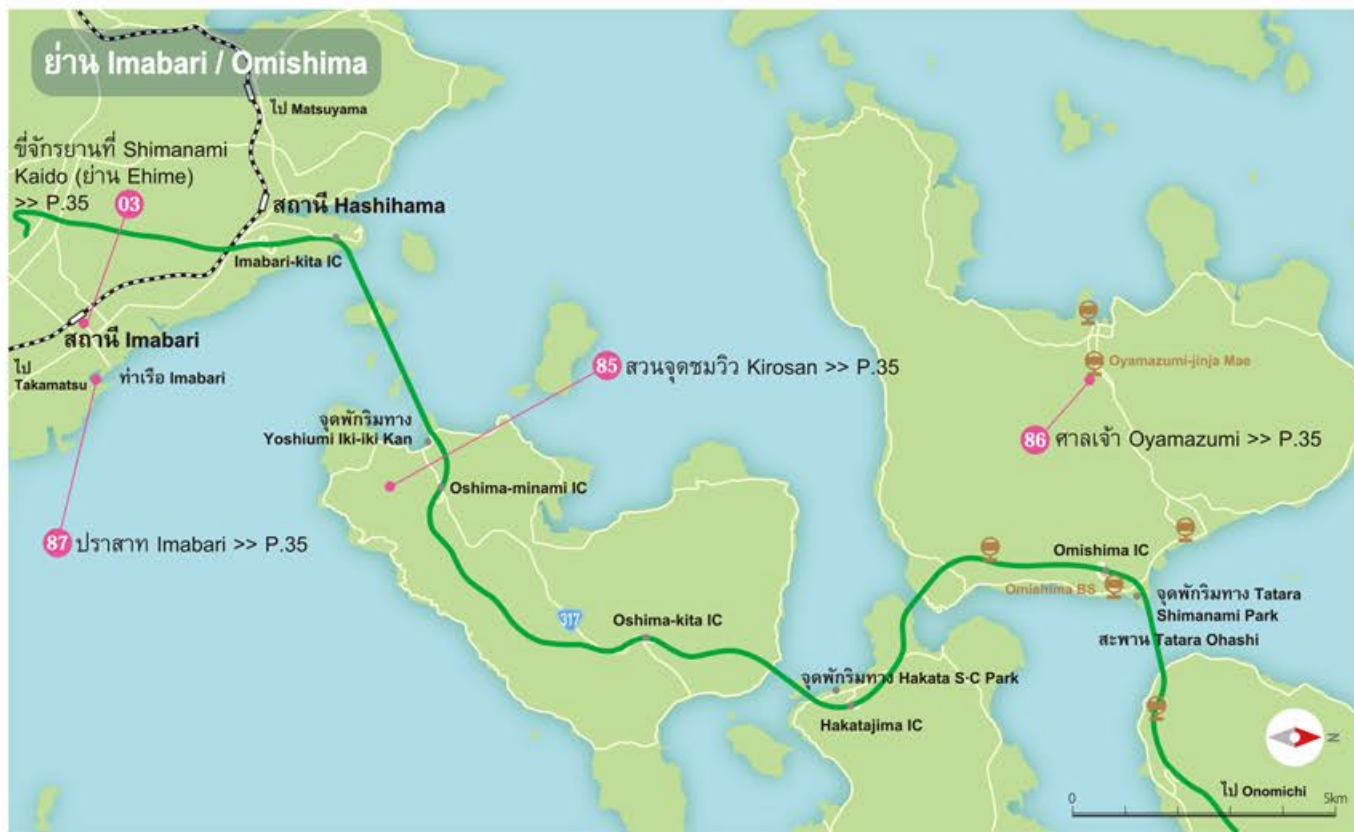 ย่าน Imabari / Omishima
ไป Matsuyama
ขี่จักรยานที่ Shimanami
Kaido (ย่าน Ehime)
>> P.35
03
สถานี Hashihama
Imabari-kita IC
สถานี Imabari
ไป
Takamatsu
ท่าเรือ Imabari
85 สวนจุดชมวิว Kirosan >> P.35
Oyamazumi-jinja Mae
จุดพักริมทาง
Yoshiumi Iki-iki Kan
86 ศาลเจ้า Oyamazumi >> P.35
Oshima-minami IC
87 ปราสาท Imabari >> P.35
Omishima IC
Omishima BS
จุดพักริมทาง Tatara
Shimanami Park
317
Oshima-kita IC
สะพาน Tatara Ohashi
จุดพักริมทาง Hakata S·C Park
Hakatajima IC
N
ไป Onomichi
0
5km